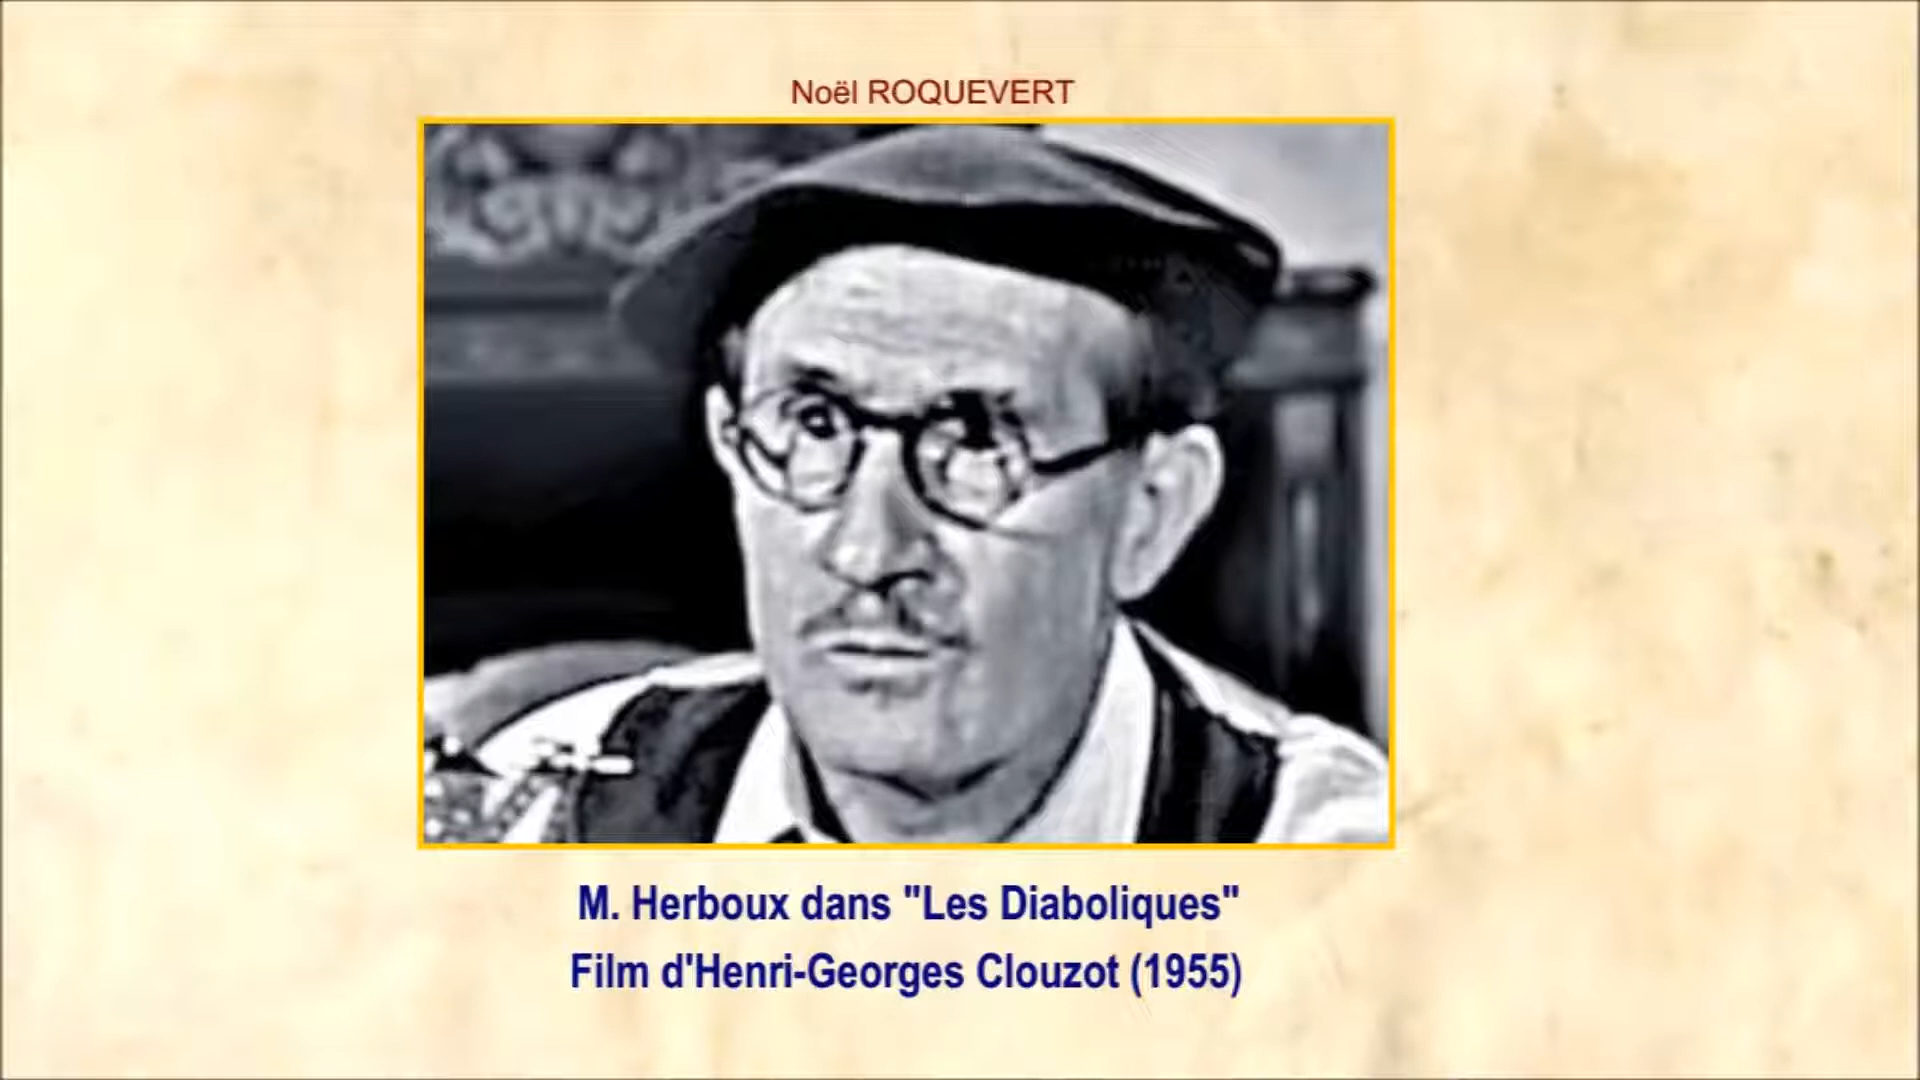 Noël ROQUEVERT
M. Herboux dans "Les Diaboliques"
Film d'Henri-Georges Clouzot (1955)